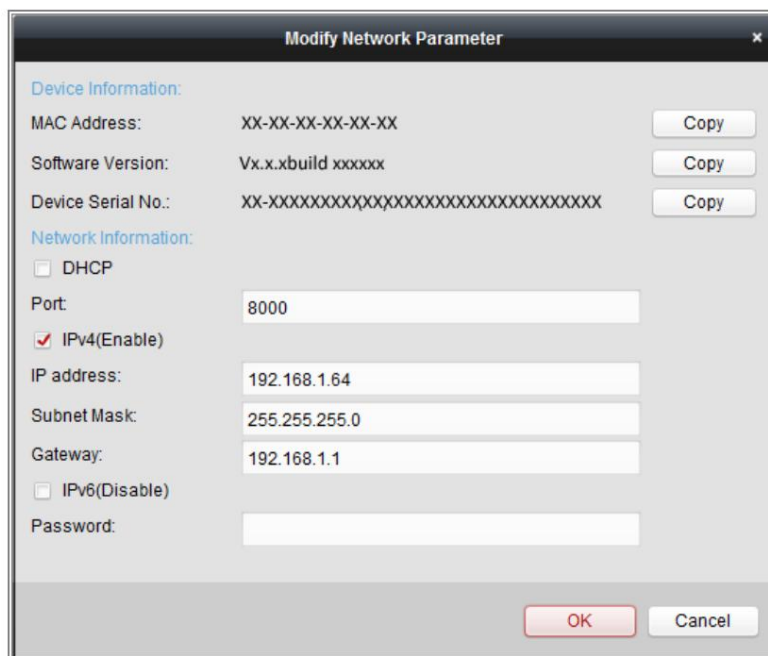 Modify Network Parameter ×
Device Information:
MAC Address: XX-XX-XX-XX-XX-XX Copy
Software Version: Vx.x.xbuild xxxxxx Copy
Device Serial No.: XX-XXXXXXXXXXXXXXXXXXXXXXXXXXXXXXX Copy
Network Information:
DHCP
Port: 8000
IPv4(Enable)
IP address: 192.168.1.64
Subnet Mask: 255.255.255.0
Gateway: 192.168.1.1
IPv6(Disable)
Password:
OK Cancel